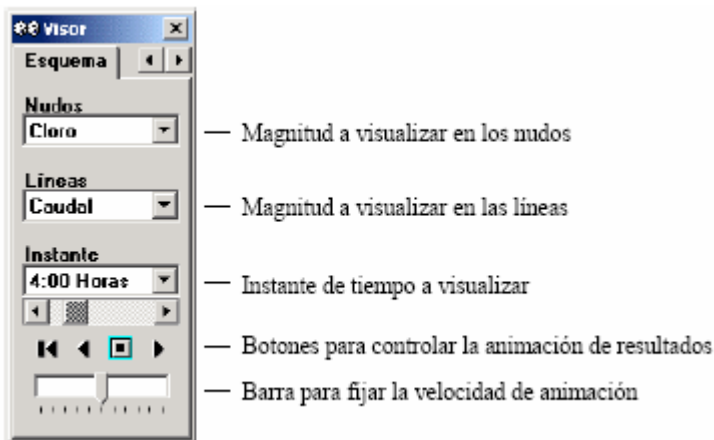 Visor
Esquema
Nudos
Cloro
Magnitud a visualizar en los nudos
Líneas
Caudal
Magnitud a visualizar en las líneas
Instante
4:00 Horas
Instante de tiempo a visualizar
Botones para controlar la animación de resultados
Barra para fijar la velocidad de animación